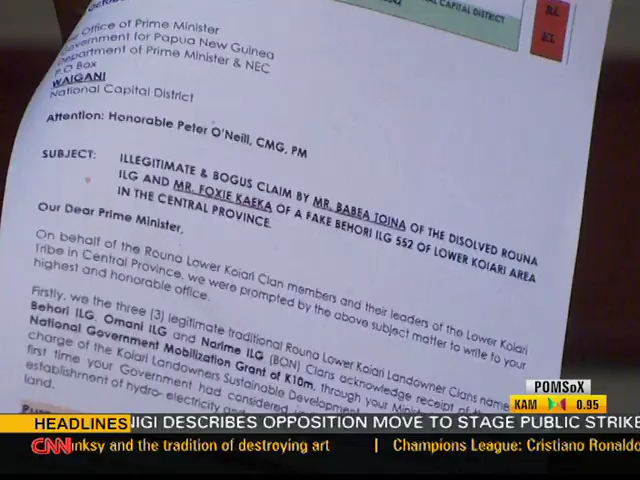 CAPITAL DISTRICT
RL
KL
Office of Prime Minister
Government for Papua New Guinea
Department of Prime Minister & NEC
P.O Box
WAIGANI
National Capital District
Attention: Honorable Peter O'Neill, CMG, PM
SUBJECT: ILLEGITIMATE & BOGUS CLAIM BY MR. BABEA TOINA OF THE DISOLVED ROUNA
ILG AND MR. FOXIE KAEKA OF A FAKE BEHORI ILG 552 OF LOWER KOIARI AREA
IN THE CENTRAL PROVINCE.
Our Dear Prime Minister,
On behalf of the Rouna Lower Koiari Clan members and their leaders of the Lower Koiari
Tribe in Central Province, we were prompted by the above subject matter to write to your
highest and honorable office.
Firstly, we the three (3) legitimate traditional Rouna Lower Koiari Landowner Clans name
Behori ILG, Omani ILG and Narime ILG (BON) Clans acknowledge receipt of the
National Government Mobilization Grant of K10m, through your
charge of the Koiari Landowners Sustainable Development
first time your Government had considered
establishment of hydro- electricity
land.
POMSoX
KAM 0.95
HEADLINES NIGI DESCRIBES OPPOSITION MOVE TO STAGE PUBLIC STRIKE
CNN nksy and the tradition of destroying art | Champions League: Cristiano Ronaldo